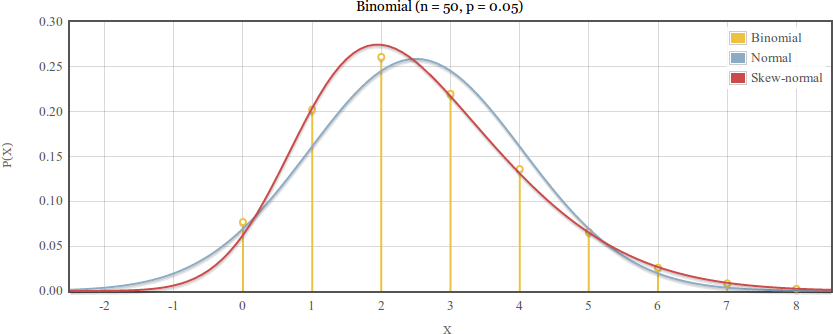 Binomial (n = 50, p = 0.05)
0.30
0.25
0.20
0.15
0.10
0.05
0.00
P(X)
Binomial
Normal
Skew-normal
-2 -1 0 1 2 3 4 5 6 7 8
X